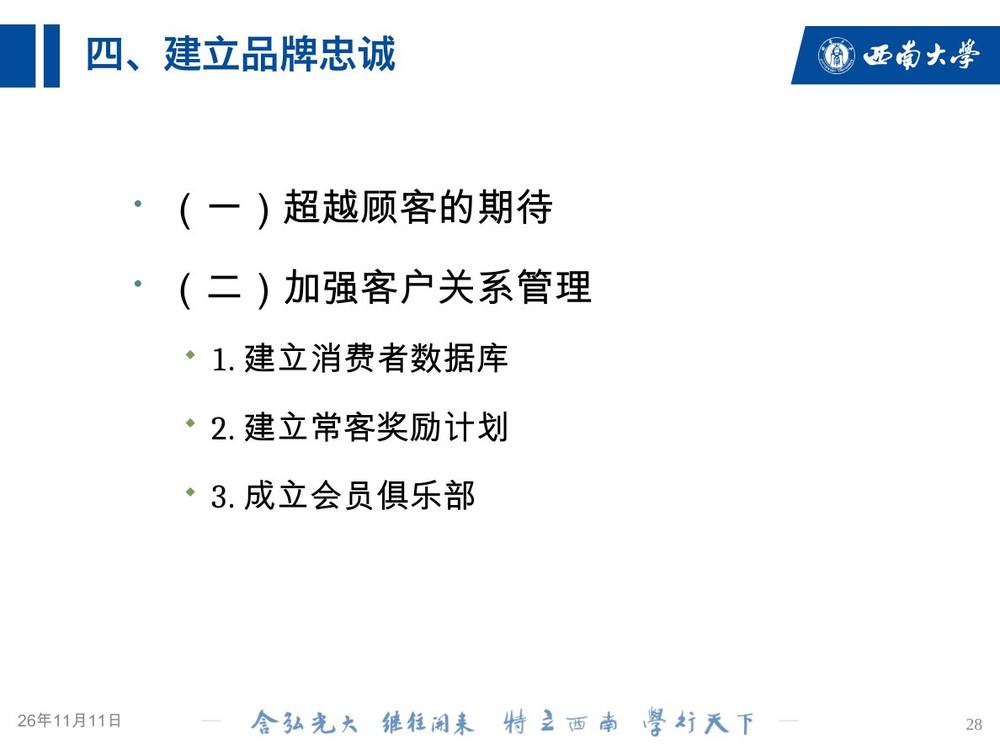 四、建立品牌忠诚
西南大学
（一）超越顾客的期待
（二）加强客户关系管理
1. 建立消费者数据库
2. 建立常客奖励计划
3. 成立会员俱乐部
26年11月11日
含弘光大 继往开来 特立西南 學行天下
28